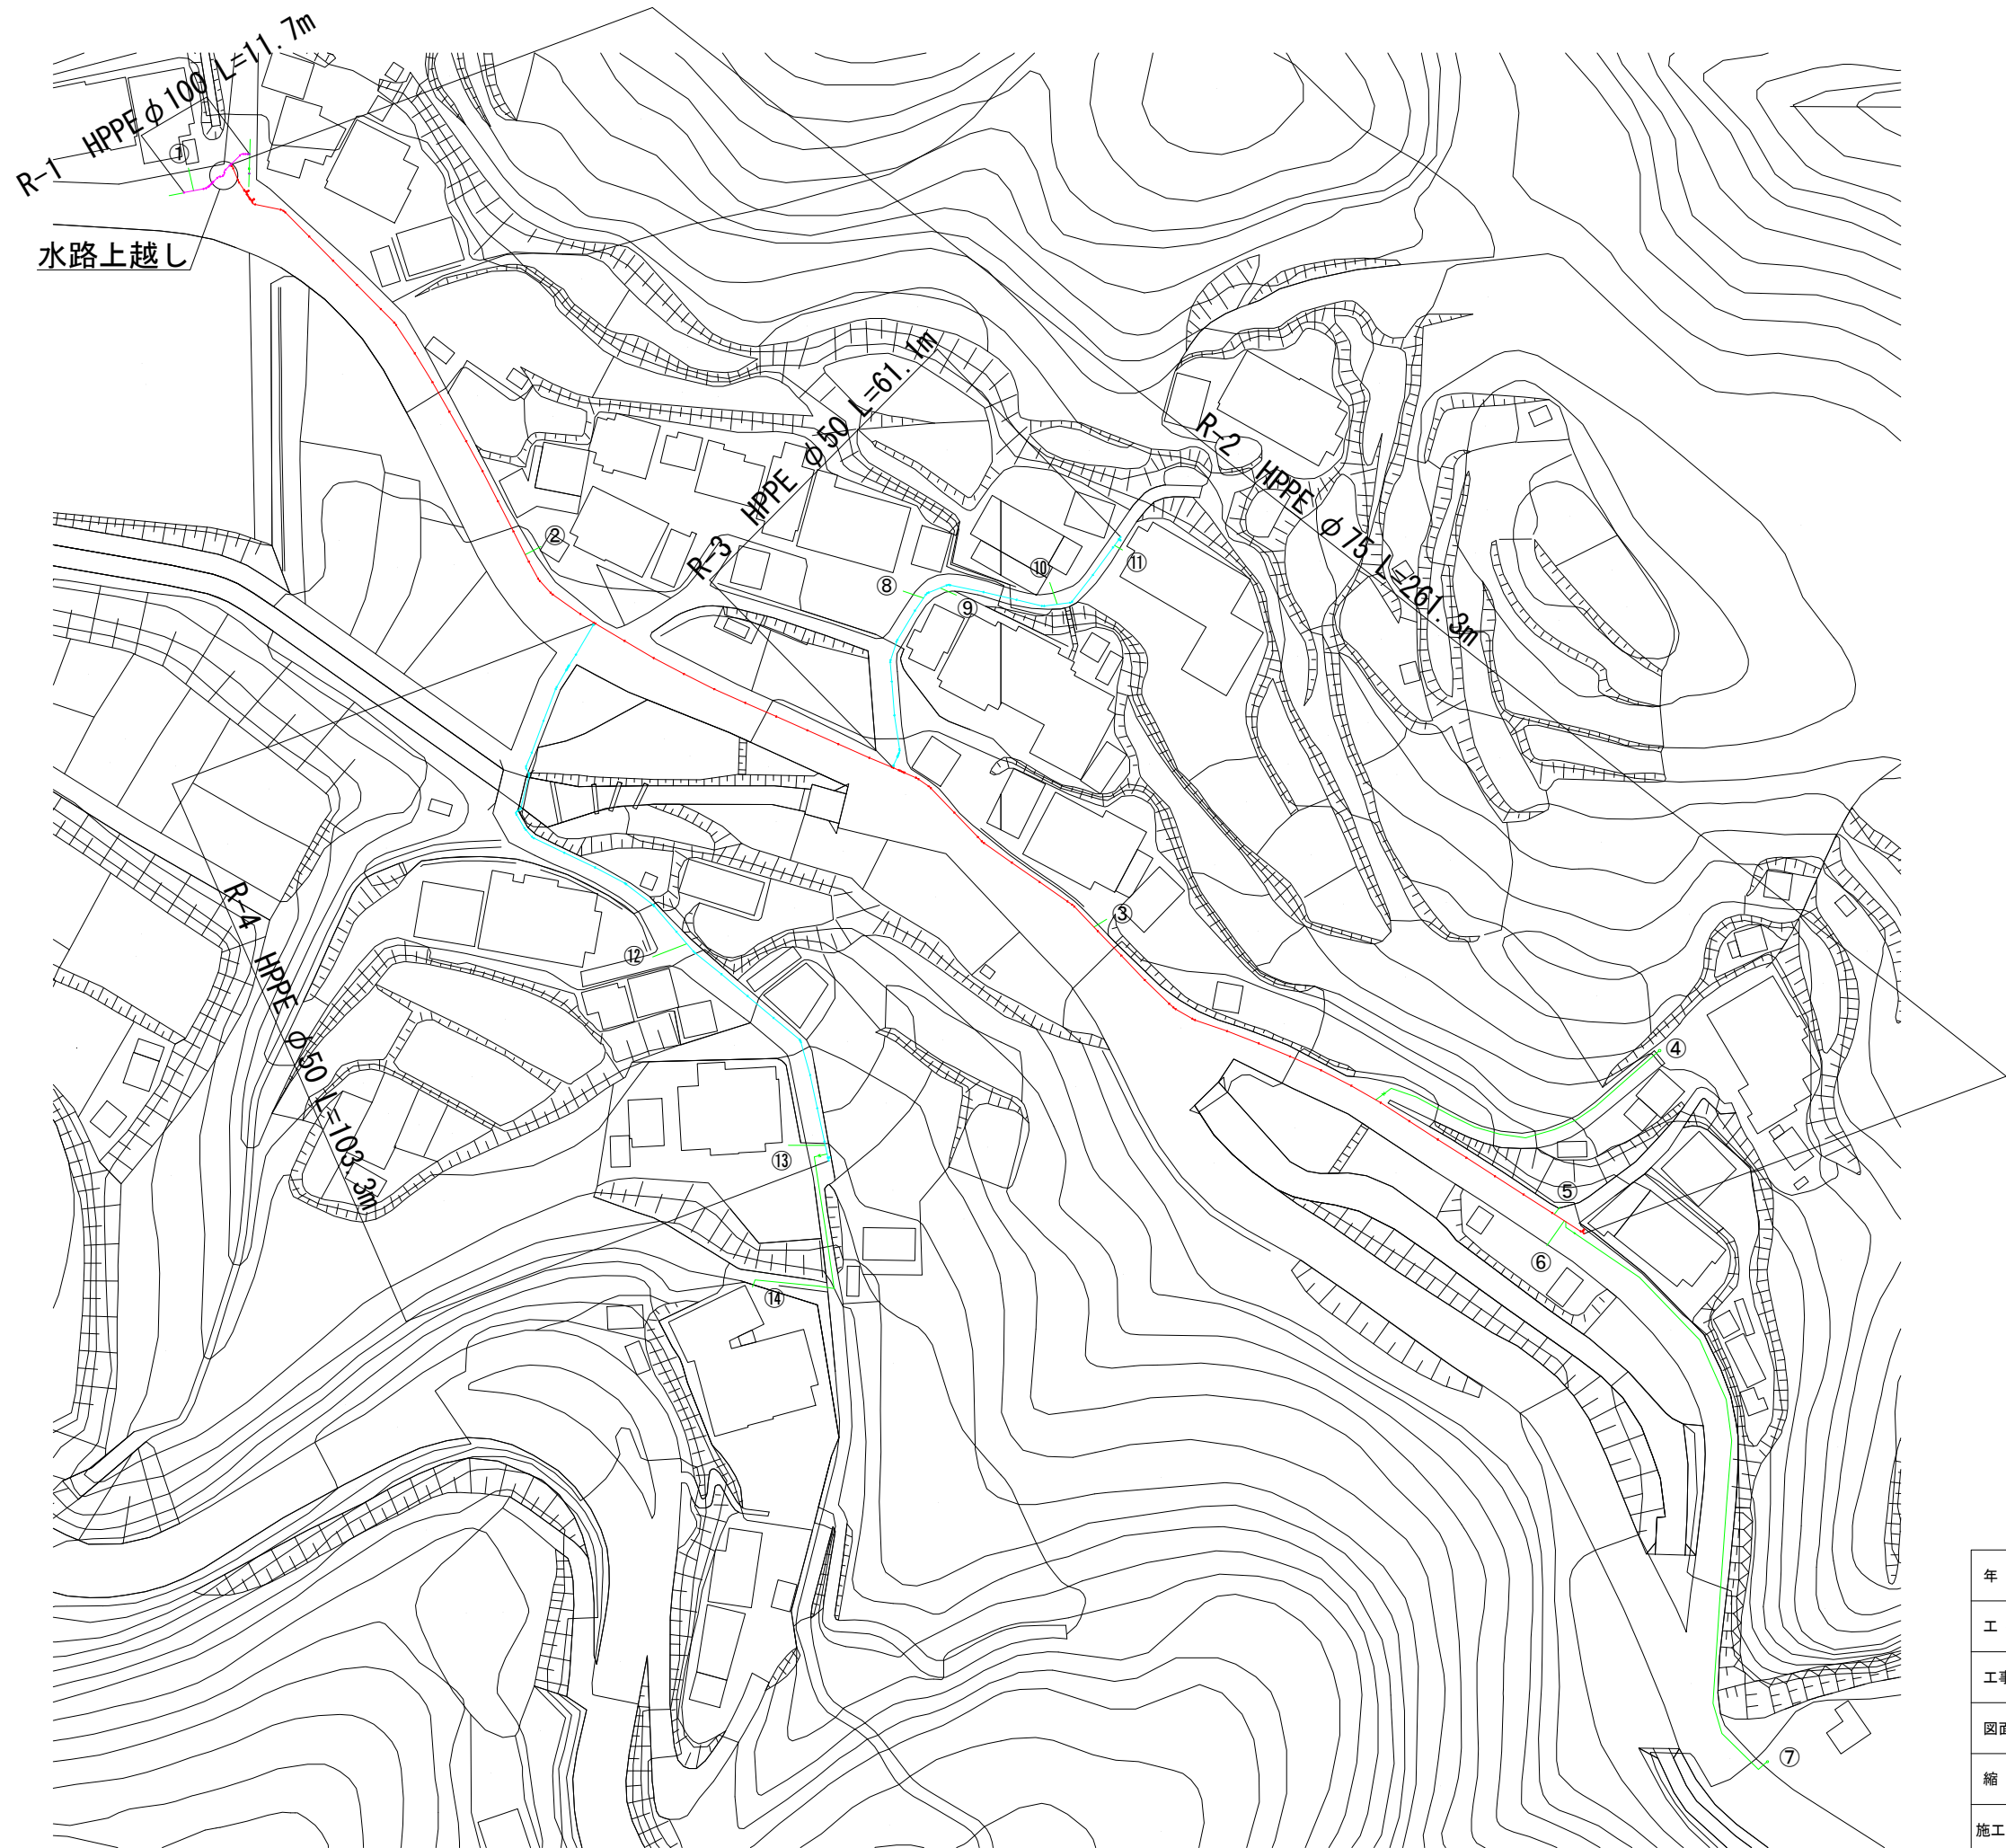 R-1 HPPEφ100 L=11.7m
①
水路上越し
R-3 HPPE φ50 L=61.1m
R-2 HPPE φ75 L=261.3m
②
⑧
⑨
⑩
⑪
③
R-4 HPPE φ50 L=103.3m
⑫
④
⑬
⑤
⑥
⑭
⑦
年
工
工事
図面
縮
施工